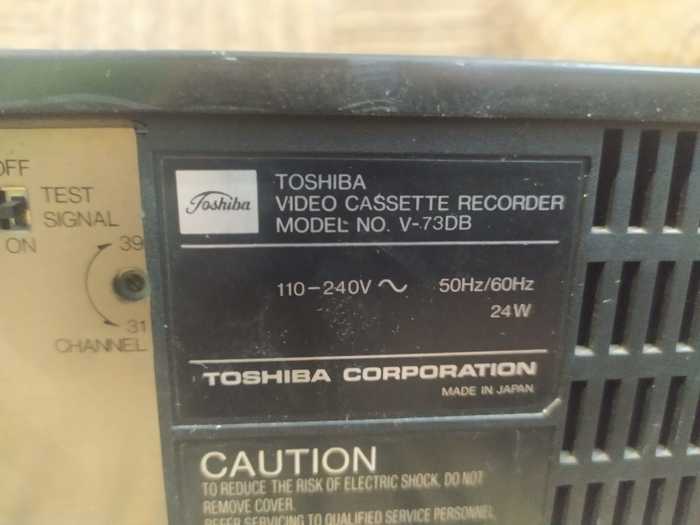 OFF
TEST
SIGNAL
ON
39
31
CHANNEL
Toshiba
TOSHIBA
VIDEO CASSETTE RECORDER
MODEL NO. V-73DB
110-240V ~ 50Hz/60Hz
24W
TOSHIBA CORPORATION
MADE IN JAPAN
CAUTION
TO REDUCE THE RISK OF ELECTRIC SHOCK, DO NOT
REMOVE COVER.
REFER SERVICING TO QUALIFIED SERVICE PERSONNEL